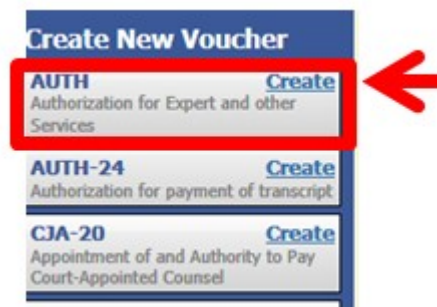 Create New Voucher
AUTH Create
Authorization for Expert and other
Services
AUTH-24 Create
Authorization for payment of transcript
CJA-20 Create
Appointment of and Authority to Pay
Court-Appointed Counsel